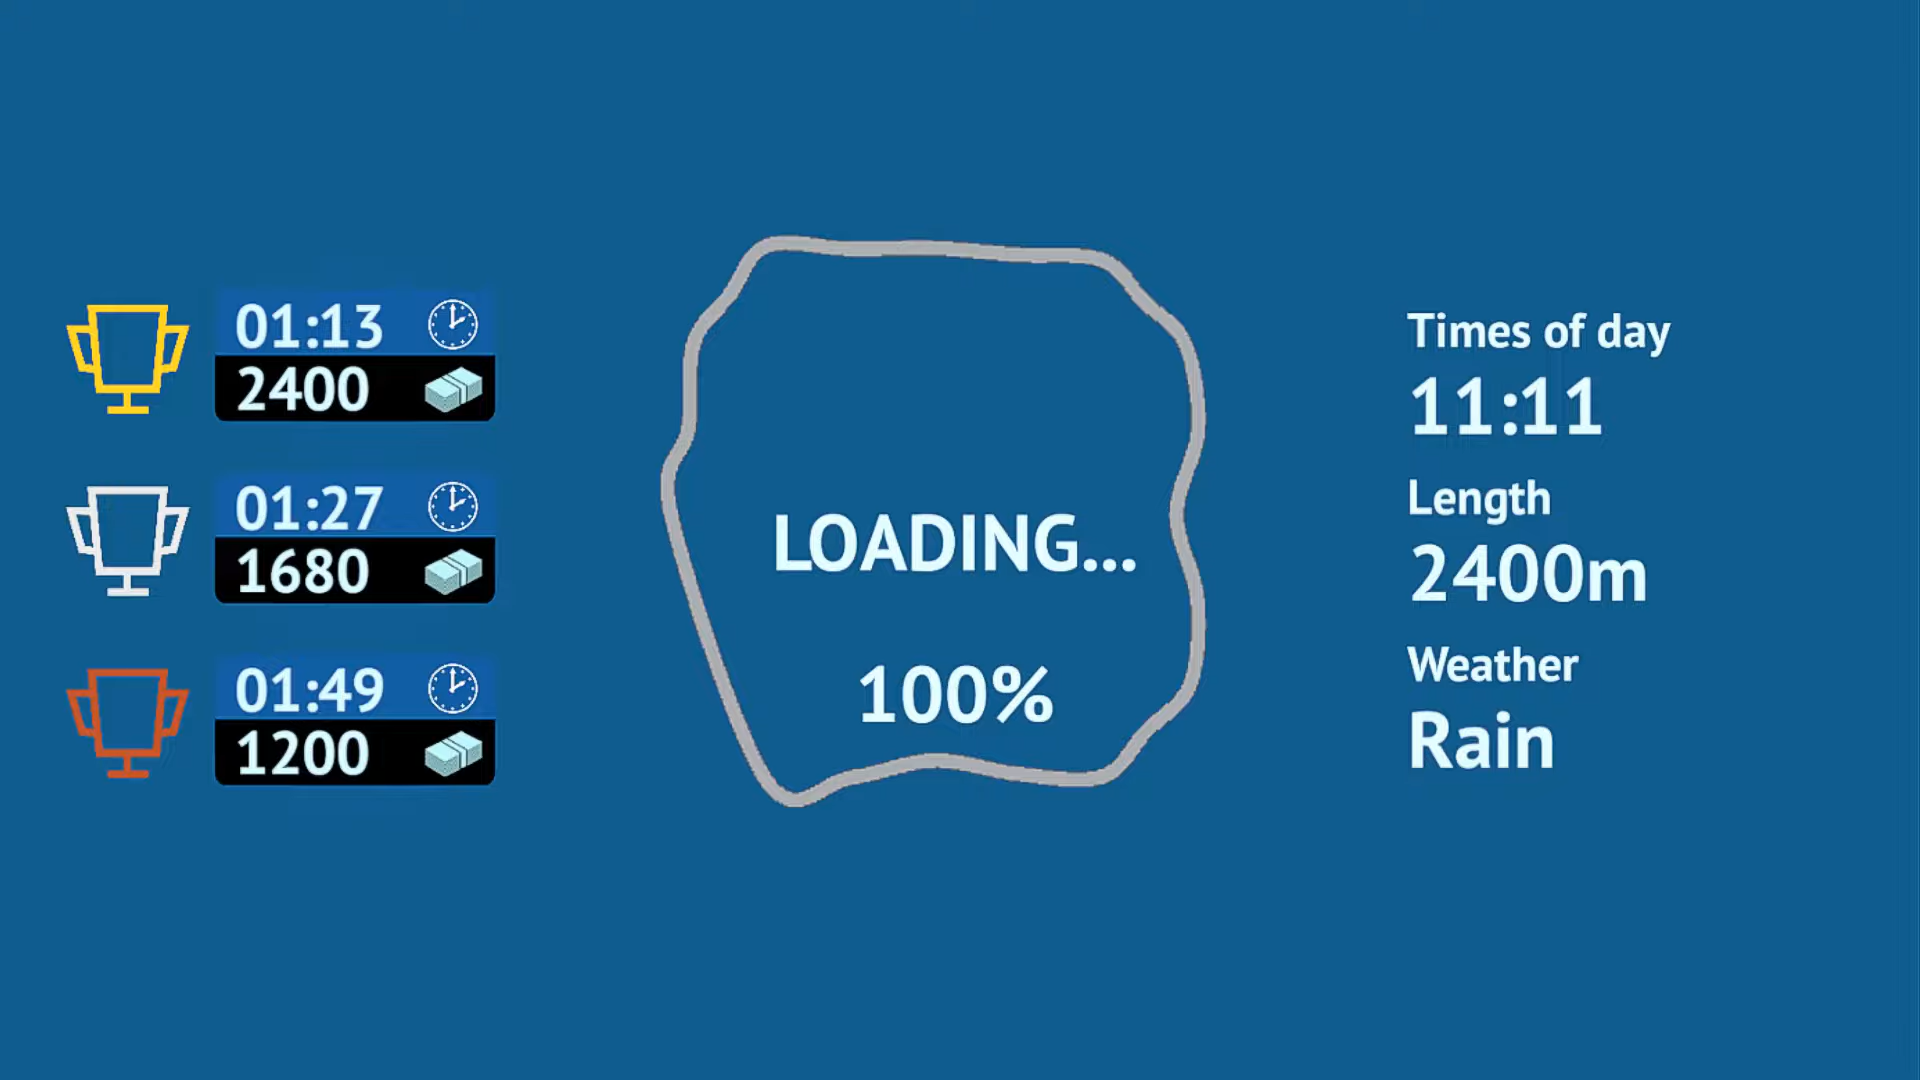 01:13
2400
01:27
1680
01:49
1200
LOADING...
100%
Times of day
11:11
Length
2400m
Weather
Rain